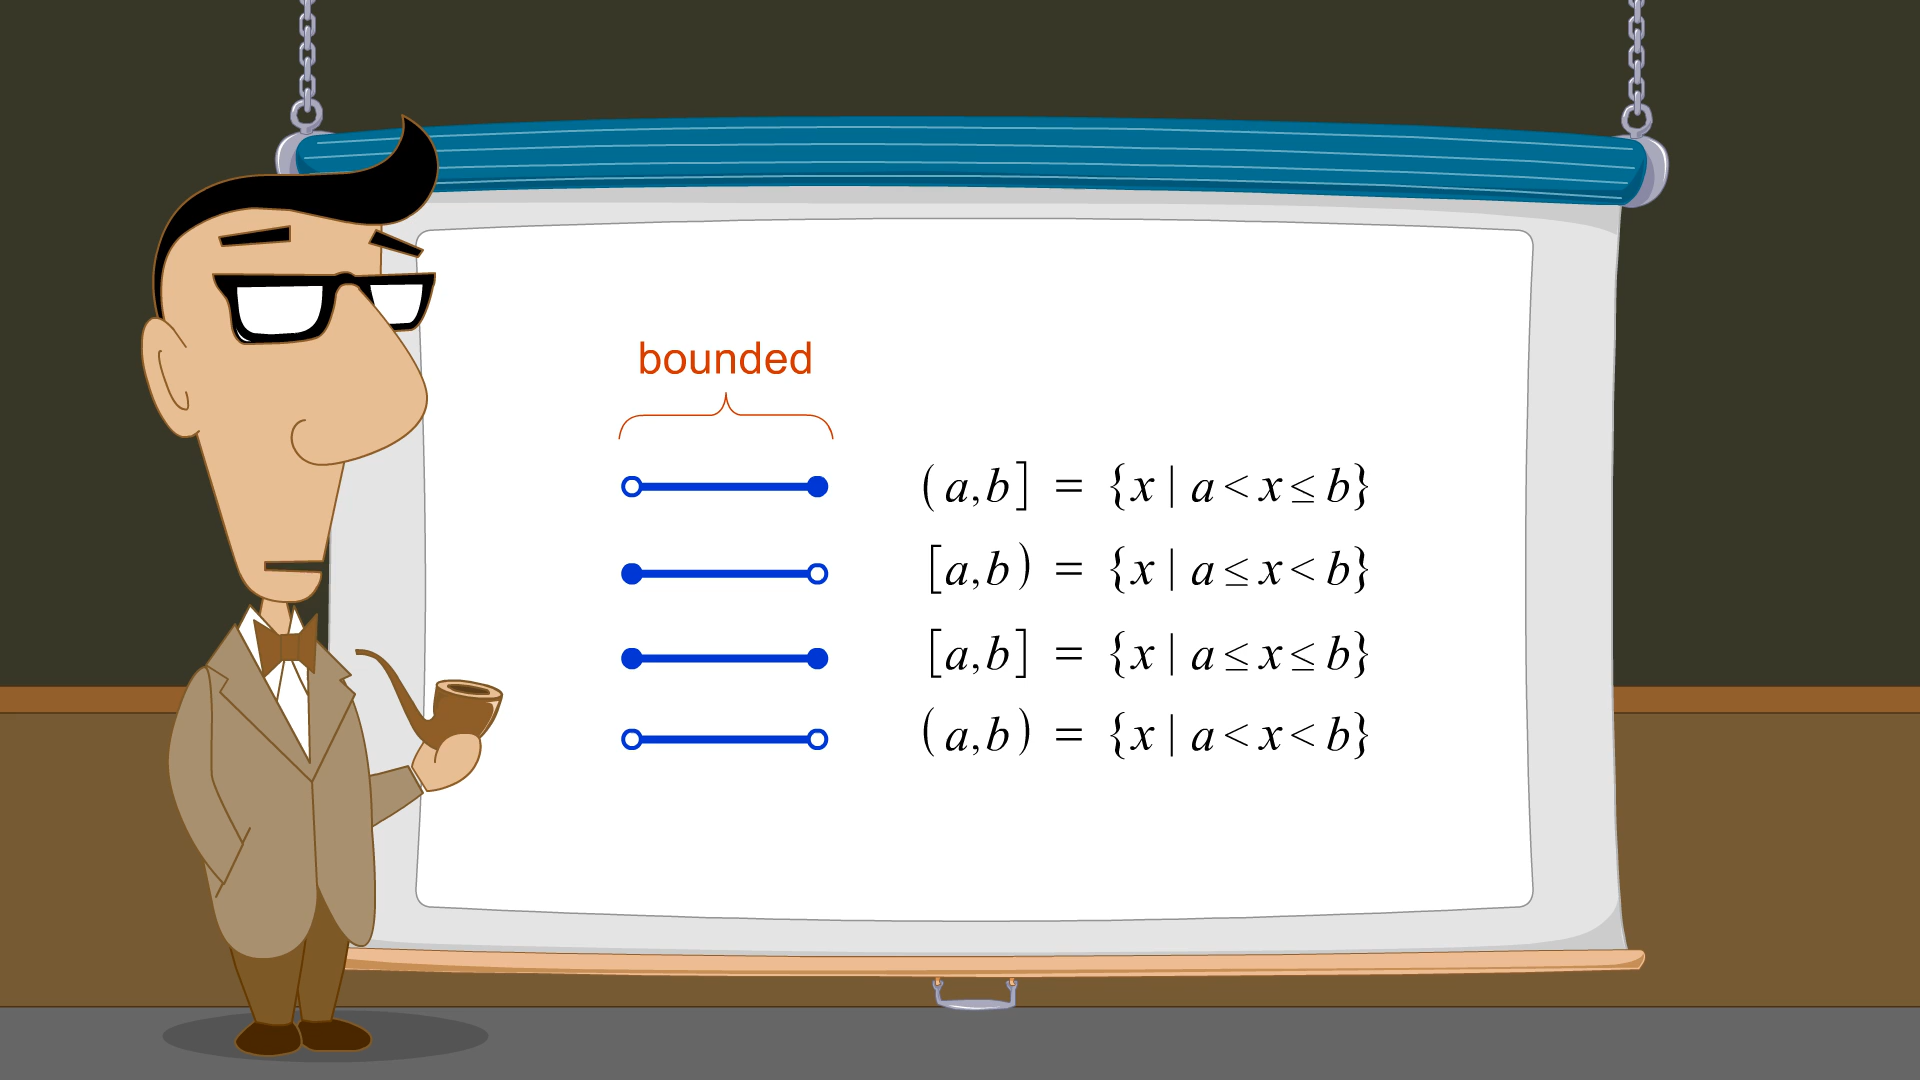 bounded
(a,b] = {x | a < x ≤ b}
[a,b) = {x | a ≤ x < b}
[a,b] = {x | a ≤ x ≤ b}
(a,b) = {x | a < x < b}